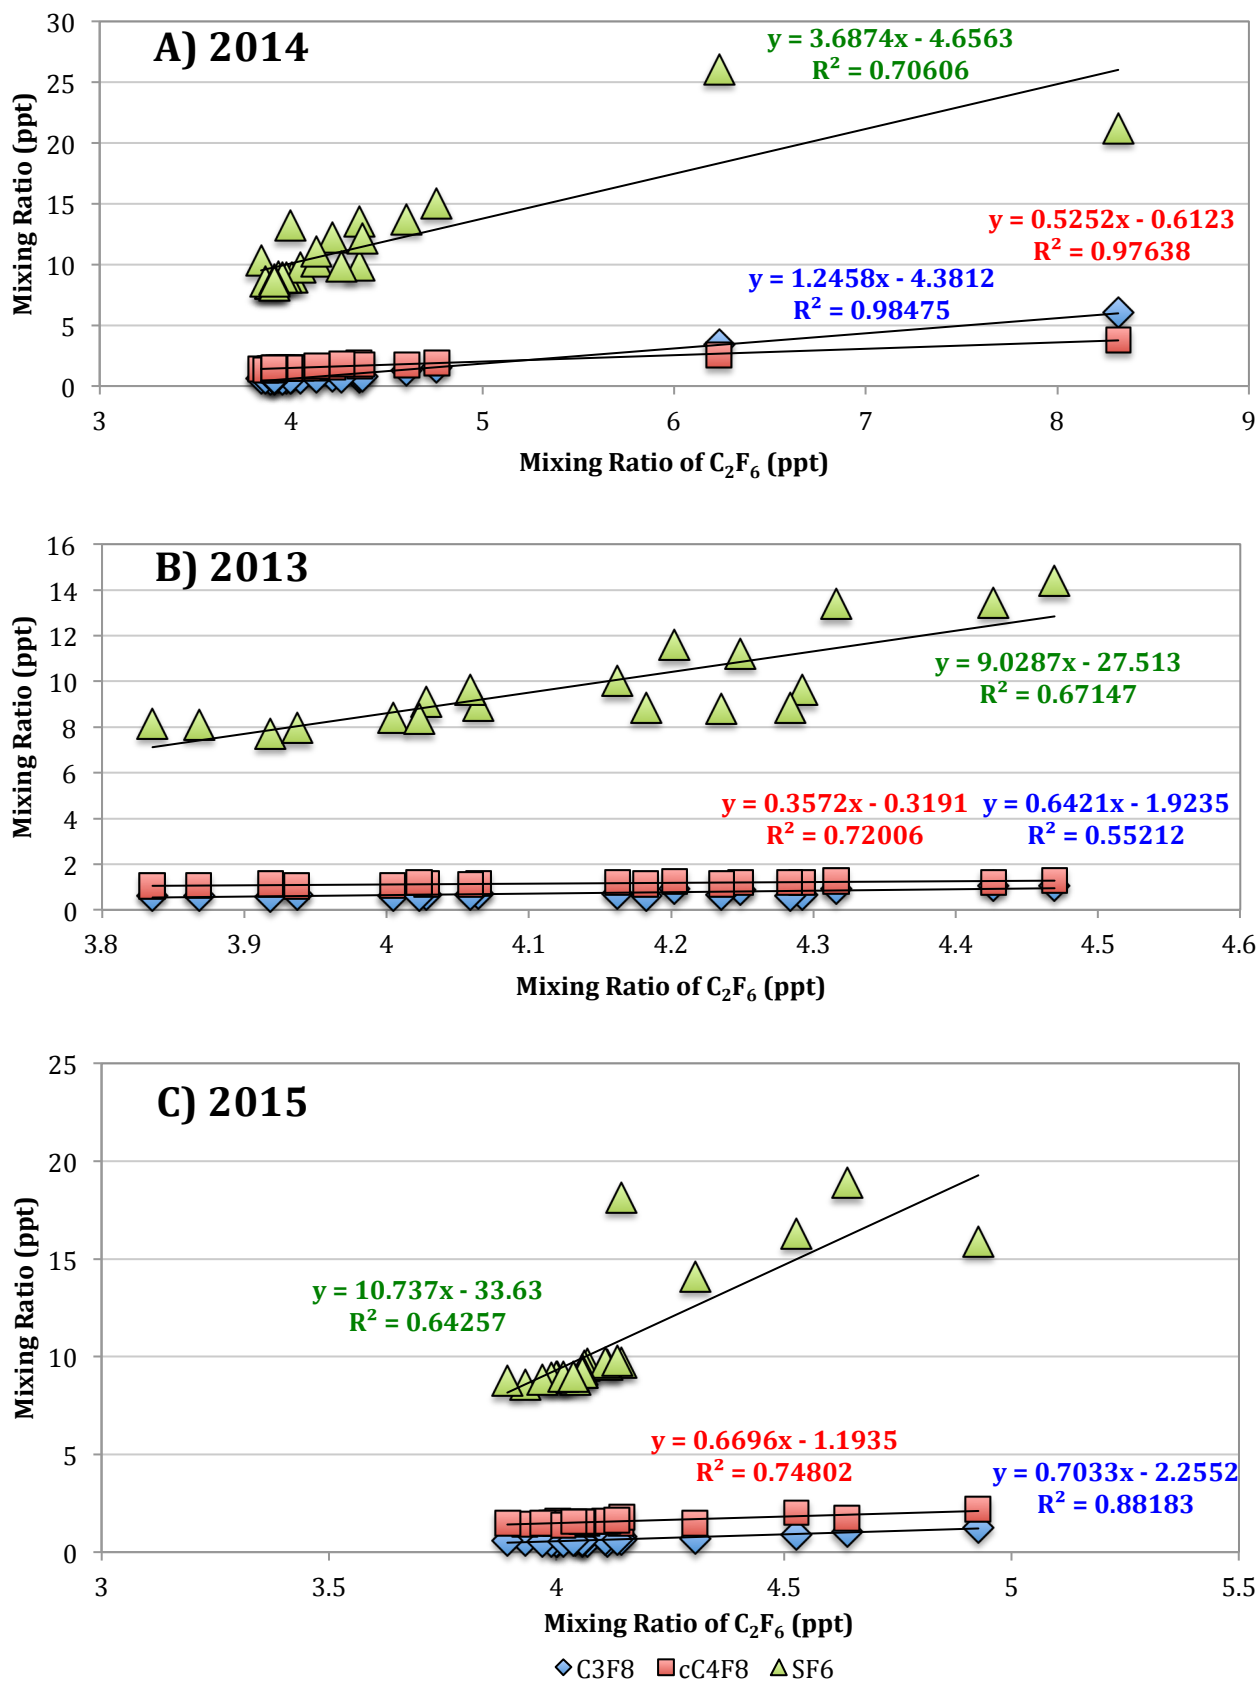 A) 2014
y = 3.6874x - 4.6563
R² = 0.70606
y = 0.5252x - 0.6123
R² = 0.97638
y = 1.2458x - 4.3812
R² = 0.98475
Mixing Ratio (ppt)
30
25
20
15
10
5
0
3 4 5 6 7 8 9
Mixing Ratio of C₂F₆ (ppt)
B) 2013
y = 9.0287x - 27.513
R² = 0.67147
y = 0.3572x - 0.3191
R² = 0.72006
y = 0.6421x - 1.9235
R² = 0.55212
Mixing Ratio (ppt)
16
14
12
10
8
6
4
2
0
3.8 3.9 4 4.1 4.2 4.3 4.4 4.5 4.6
Mixing Ratio of C₂F₆ (ppt)
C) 2015
y = 10.737x - 33.63
R² = 0.64257
y = 0.6696x - 1.1935
R² = 0.74802
y = 0.7033x - 2.2552
R² = 0.88183
Mixing Ratio (ppt)
25
20
15
10
5
0
3 3.5 4 4.5 5 5.5
Mixing Ratio of C₂F₆ (ppt)
C3F8 cC4F8 SF6